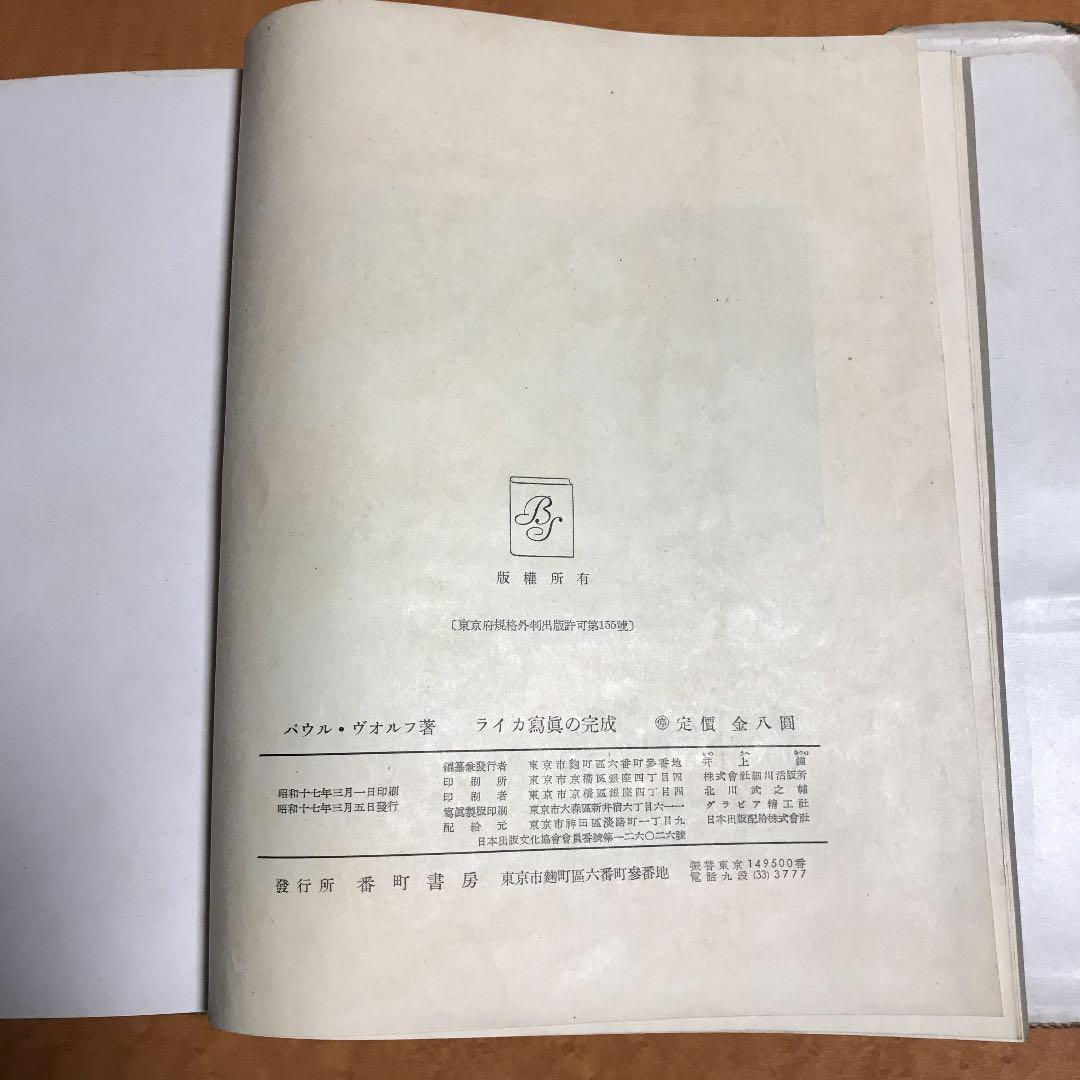 BS
版權所有
〔東京府規格外判出版許可第155號〕
パウル・ヴオルフ著 ライカ寫眞の完成 停 定價 金八圓
昭和十七年三月一日印刷
昭和十七年三月五日發行
編纂兼發行者 東京市麴町區六番町參番地 井上
印刷所 東京市京橋區銀座四丁目四 株式會社細川活版所
印刷者 東京市京橋區銀座四丁目四 北川武之輔
寫眞製版印刷 東京市大森區新井宿六丁目六一一 グラビア精工社
配給元 東京市神田區淡路町一丁目九 日本出版配給株式會社
日本出版文化協會會員番號第一二六〇二六號
發行所 番町書房 東京市麴町區六番町參番地 振替東京149500番
電話九段(33)3777